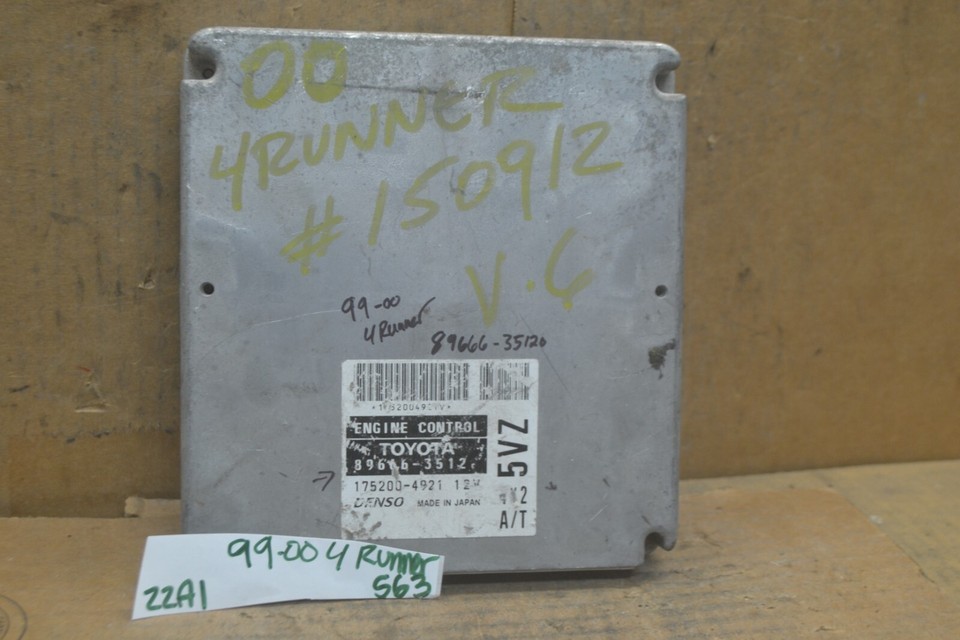 00
4RUNNER
#150912
V.6
99-00
4Runner
89666-35120
ENGINE CONTROL
TOYOTA
175200-4921 12V
DENSO MADE IN JAPAN
5VZ
A/T
99-00 4 Runner
563
22A1